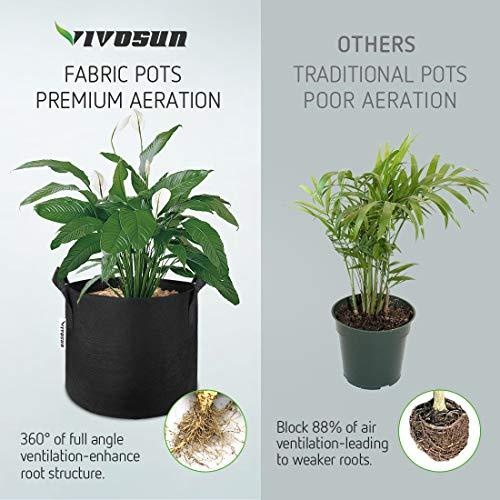 VIVOSUN
FABRIC POTS
PREMIUM AERATION
VIVOSUN
360° of full angle
ventilation-enhance
root structure.
OTHERS
TRADITIONAL POTS
POOR AERATION
Block 88% of air
ventilation-leading
to weaker roots.